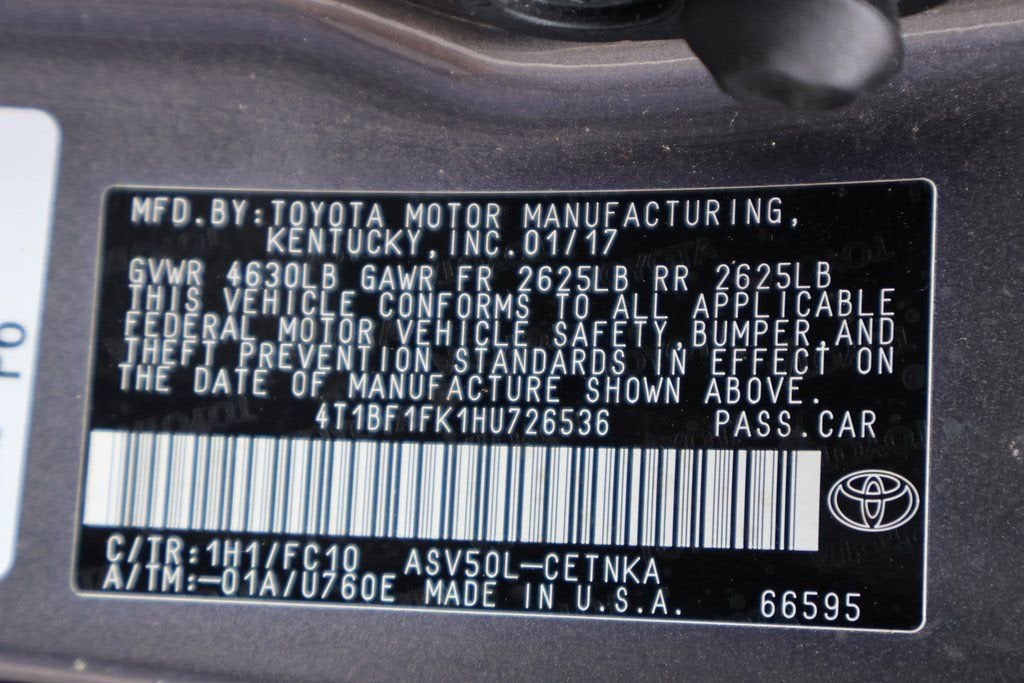 MFD.BY:TOYOTA MOTOR MANUFACTURING,
KENTUCKY, INC. 01/17
GVWR 4630LB GAWR FR 2625LB RR 2625LB
THIS VEHICLE CONFORMS TO ALL APPLICABLE
FEDERAL MOTOR VEHICLE SAFETY,BUMPER,AND
THEFT PREVENTION STANDARDS IN EFFECT ON
THE DATE OF MANUFACTURE SHOWN ABOVE.
4T1BF1FK1HU726536 PASS.CAR
C/TR:1H1/FC10 ASV50L-CETNKA
A/TM:-01A/U760E MADE IN U.S.A. 66595